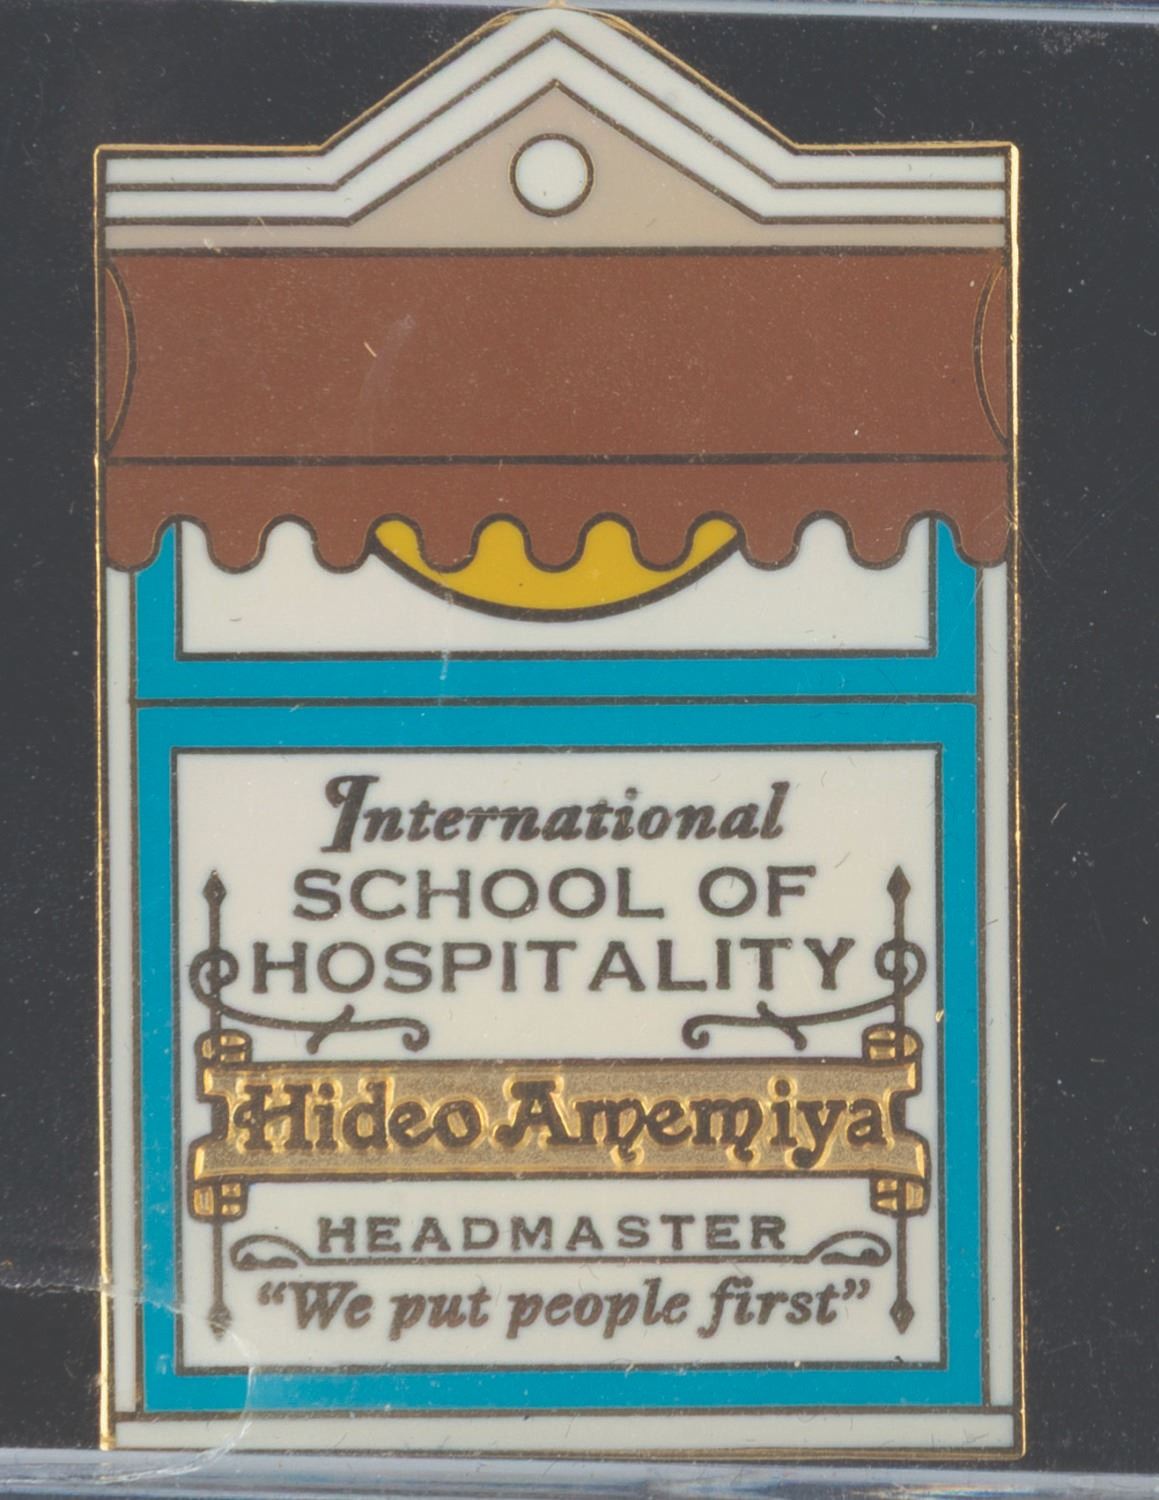 International
SCHOOL OF
HOSPITALITY
Hideo Amemiya
HEADMASTER
“We put people first”